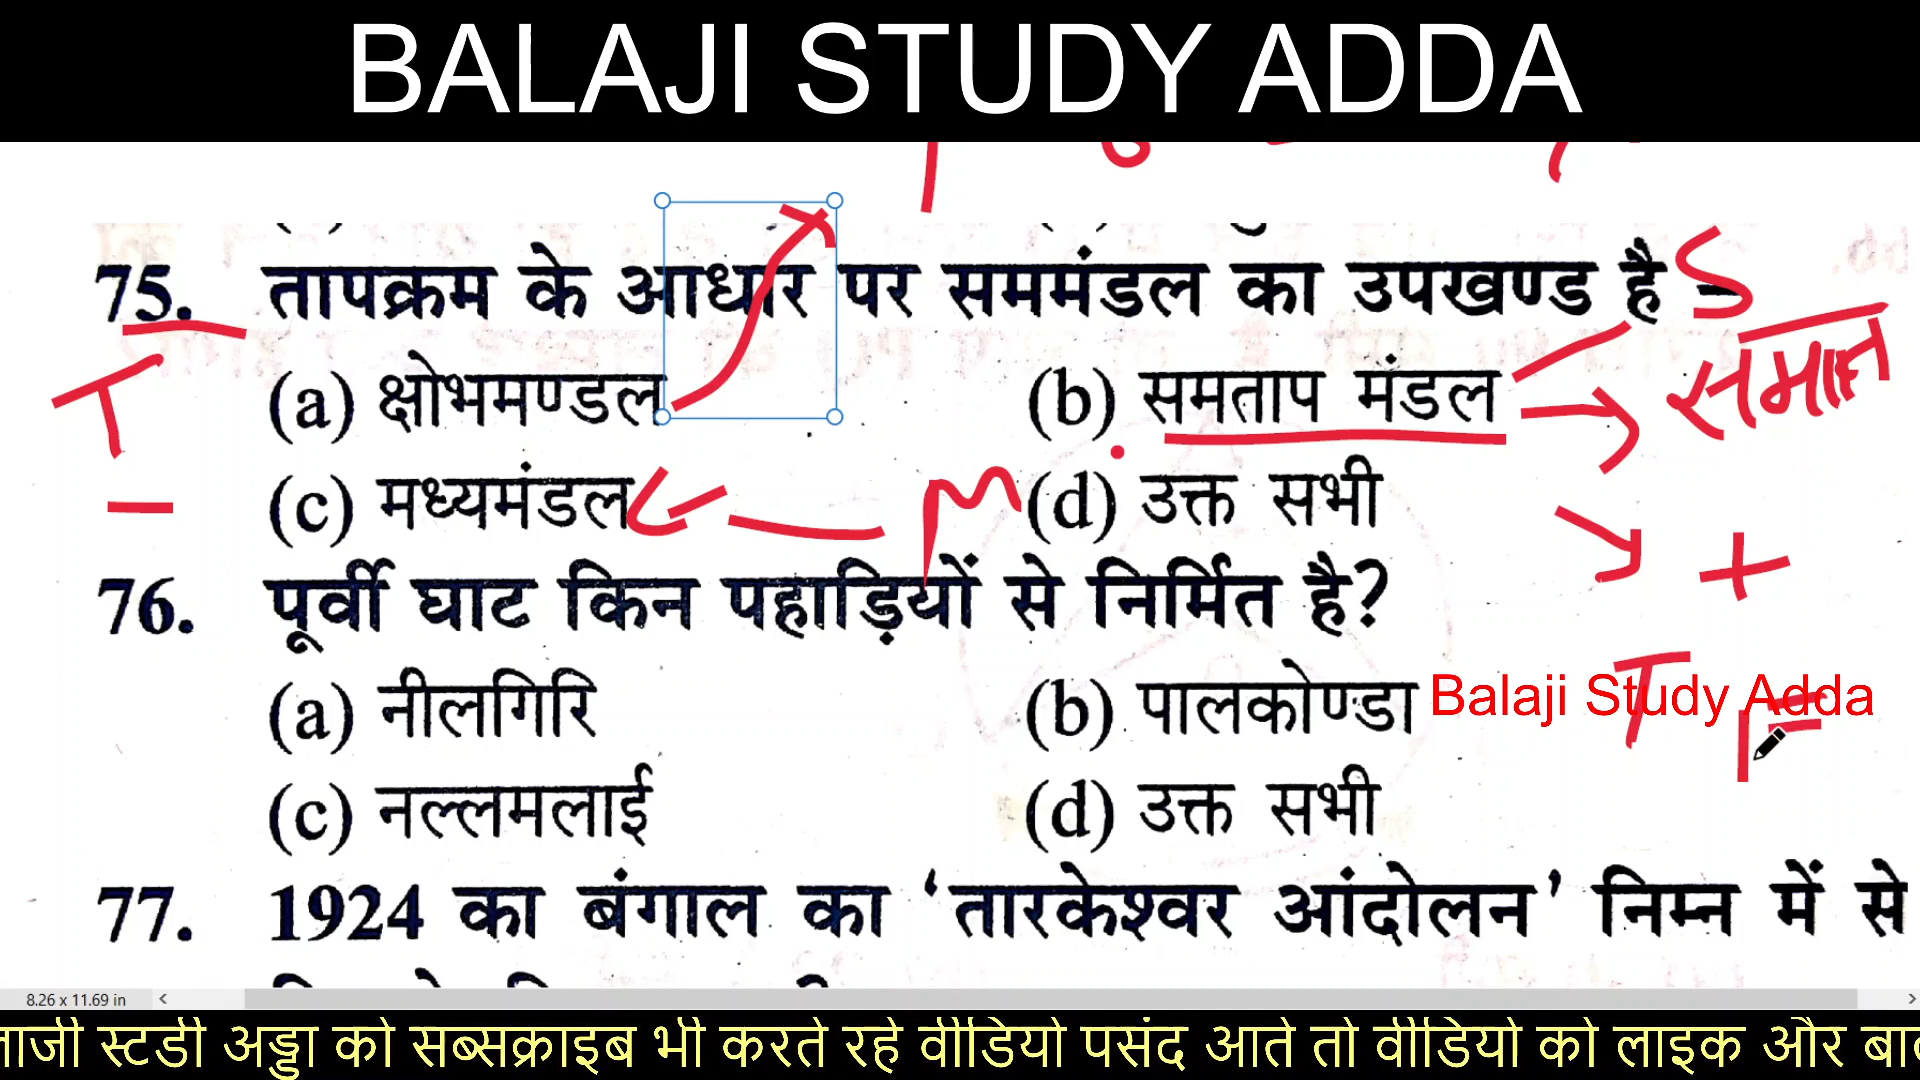 BALAJI STUDY ADDA
75. तापक्रम के आधार पर सममंडल का उपखण्ड है – S
(a) क्षोभमण्डल (b) समताप मंडल समान
T
(c) मध्यमंडल M (d) उक्त सभी
76. पूर्वी घाट किन पहाड़ियों से निर्मित है?
(a) नीलगिरि (b) पालकोण्डा Balaji Study Adda
T
(c) नल्लमलाई (d) उक्त सभी
77. 1924 का बंगाल का ‘तारकेश्वर आंदोलन’ निम्न में से
8.26 x 11.69 in
स्टडी अड्डा को सब्सक्राइब भी करते रहे वीडियो पसंद आते तो वीडियो को लाइक और